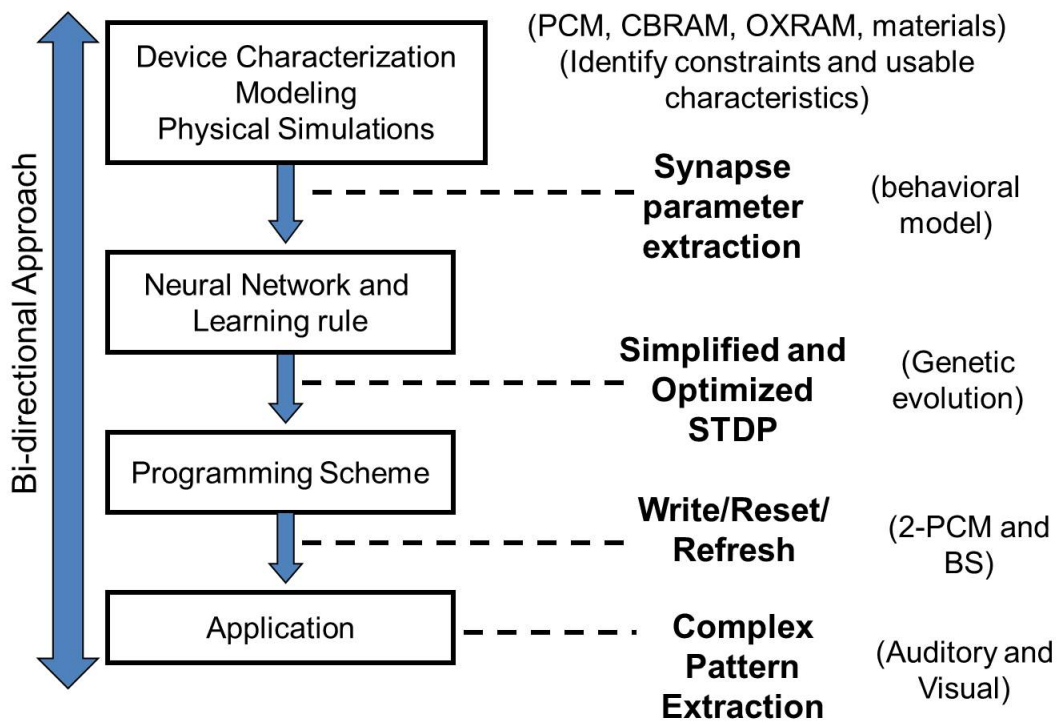 Bi-directional Approach
Device Characterization
Modeling
Physical Simulations
(PCM, CBRAM, OXRAM, materials)
(Identify constraints and usable
characteristics)
Synapse
parameter
extraction
(behavioral
model)
Neural Network and
Learning rule
Simplified and
Optimized
STDP
(Genetic
evolution)
Programming Scheme
Write/Reset/
Refresh
(2-PCM and
BS)
Application
Complex
Pattern
Extraction
(Auditory and
Visual)